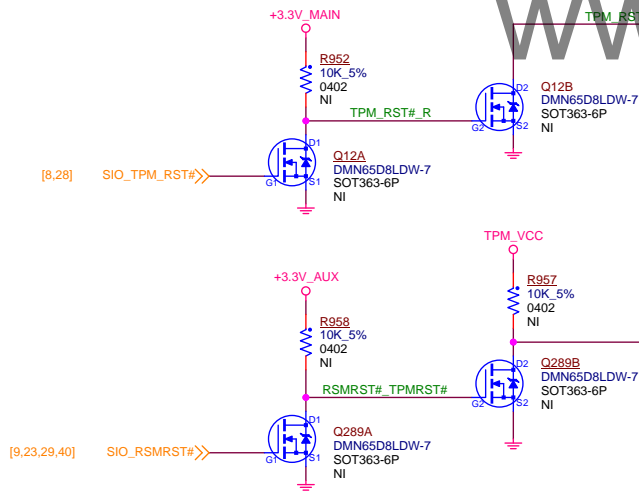 +3.3V_MAIN
WW
TPM_RST
R952
10K_5%
0402
NI
D2
Q12B
DMN65D8LDW-7
SOT363-6P
NI
TPM_RST#_R
G2
S2
D1
Q12A
DMN65D8LDW-7
SOT363-6P
NI
[8,28]
SIO_TPM_RST#
G1
S1
TPM_VCC
+3.3V_AUX
R957
10K_5%
0402
NI
R958
10K_5%
0402
NI
D2
Q289B
DMN65D8LDW-7
SOT363-6P
NI
RSMRST#_TPMRST#
G2
S2
D1
Q289A
DMN65D8LDW-7
SOT363-6P
NI
[9,23,29,40]
SIO_RSMRST#
G1
S1